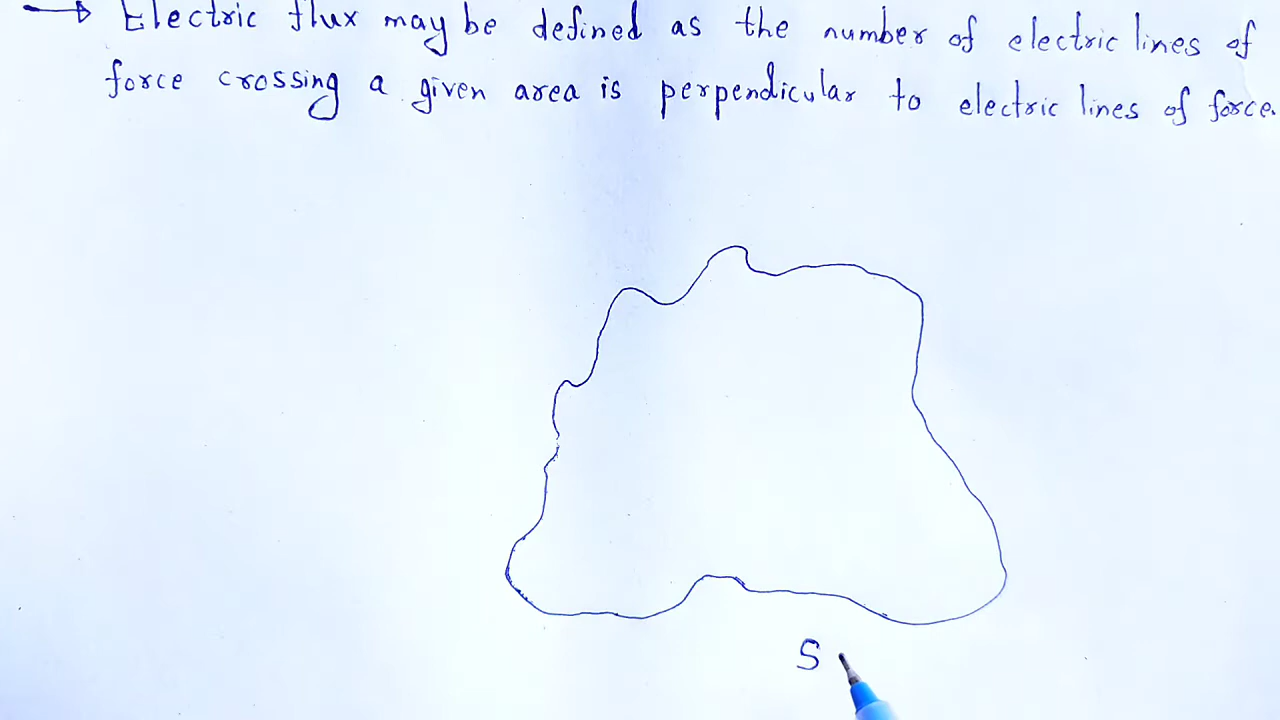 → Electric flux may be defined as the number of electric lines of
force crossing a given area is perpendicular to electric lines of force.
S